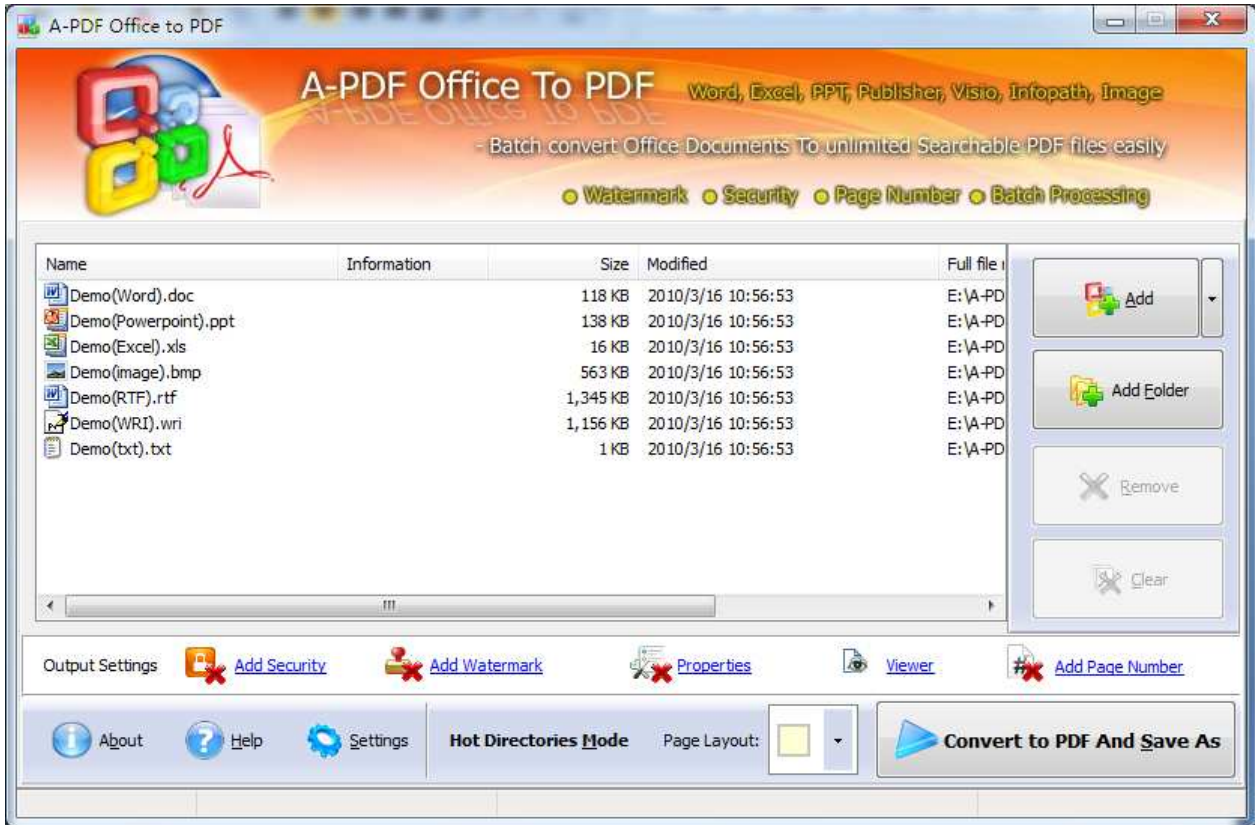 A-PDF Office to PDF
A-PDF Office To PDF
Word, Excel, PPT, Publisher, Visio, Infopath, Image
- Batch convert Office Documents To unlimited Searchable PDF files easily
Watermark Security Page Number Batch Processing
Name Information Size Modified Full file
Demo(Word).doc 118 KB 2010/3/16 10:56:53 E:\A-PD
Demo(Powerpoint).ppt 138 KB 2010/3/16 10:56:53 E:\A-PD
Demo(Excel).xls 16 KB 2010/3/16 10:56:53 E:\A-PD
Demo(image).bmp 563 KB 2010/3/16 10:56:53 E:\A-PD
Demo(RTF).rtf 1,345 KB 2010/3/16 10:56:53 E:\A-PD
Demo(WRI).wri 1,156 KB 2010/3/16 10:56:53 E:\A-PD
Demo(txt).txt 1 KB 2010/3/16 10:56:53 E:\A-PD
Add
Add Folder
Remove
Clear
Output Settings Add Security Add Watermark Properties Viewer Add Page Number
About Help Settings Hot Directories Mode Page Layout: Convert to PDF And Save As